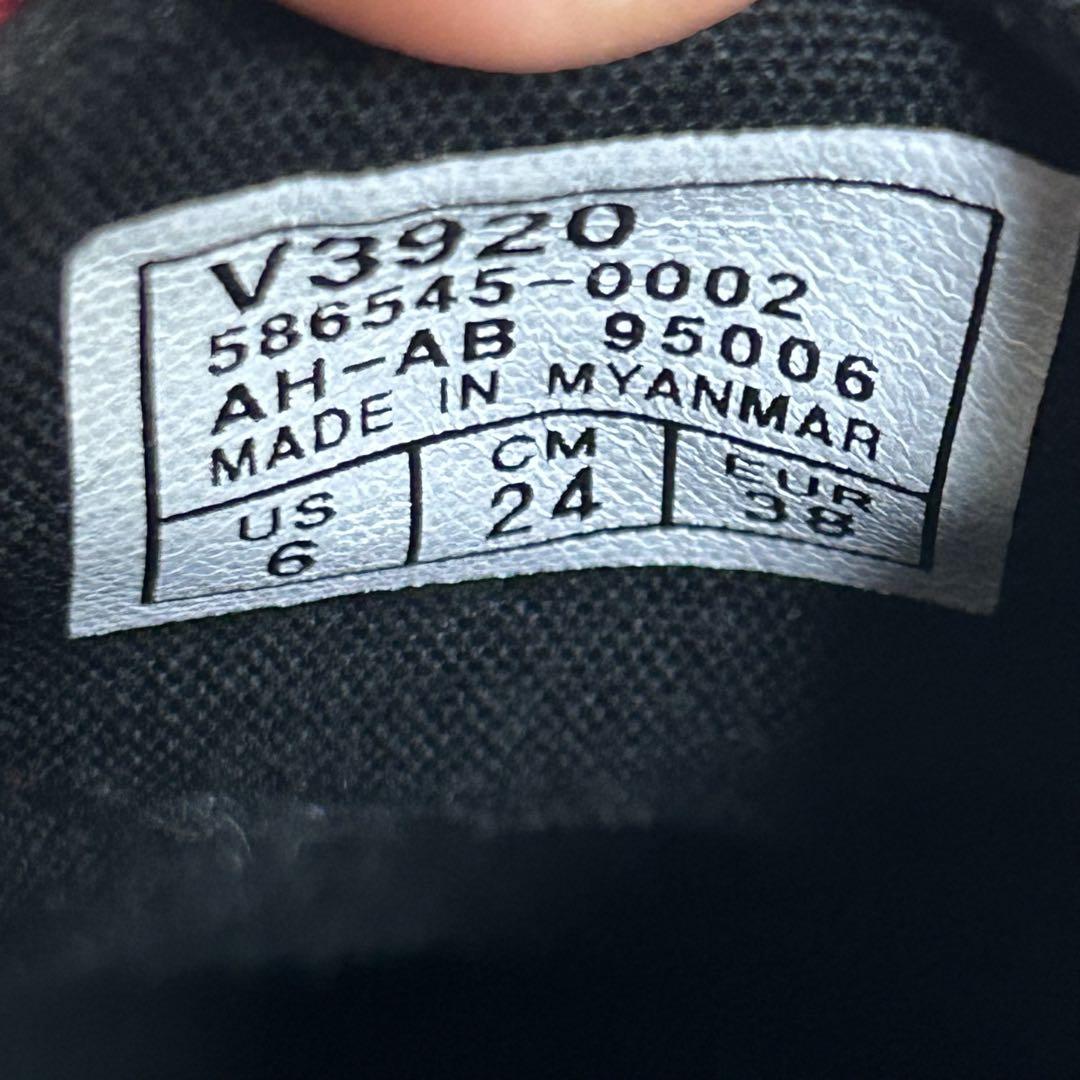 V3920
586545-0002
AH-AB 95006
MADE IN MYANMAR
US CM EUR
6 24 38